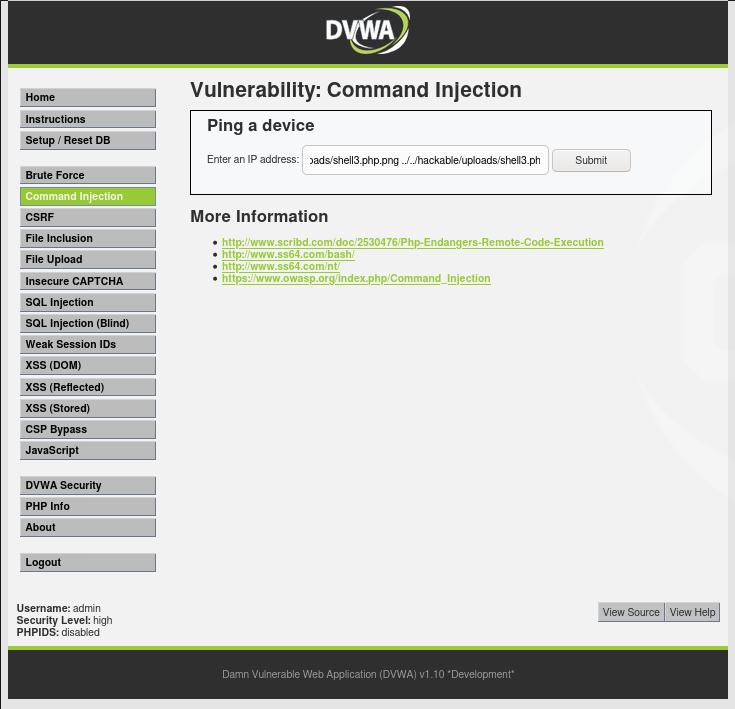 DVWA
Vulnerability: Command Injection
Home
Instructions
Setup / Reset DB
Brute Force
Command Injection
CSRF
File Inclusion
File Upload
Insecure CAPTCHA
SQL Injection
SQL Injection (Blind)
Weak Session IDs
XSS (DOM)
XSS (Reflected)
XSS (Stored)
CSP Bypass
JavaScript
DVWA Security
PHP Info
About
Logout
Ping a device
Enter an IP address: oads/shell3.php.png ../../hackable/uploads/shell3.ph Submit
More Information
http://www.scribd.com/doc/2530476/Php-Endangers-Remote-Code-Execution
http://www.ss64.com/bash/
http://www.ss64.com/nt/
https://www.owasp.org/index.php/Command_Injection
Username: admin
Security Level: high
PHPIDS: disabled
View Source View Help
Damn Vulnerable Web Application (DVWA) v1.10 *Development*